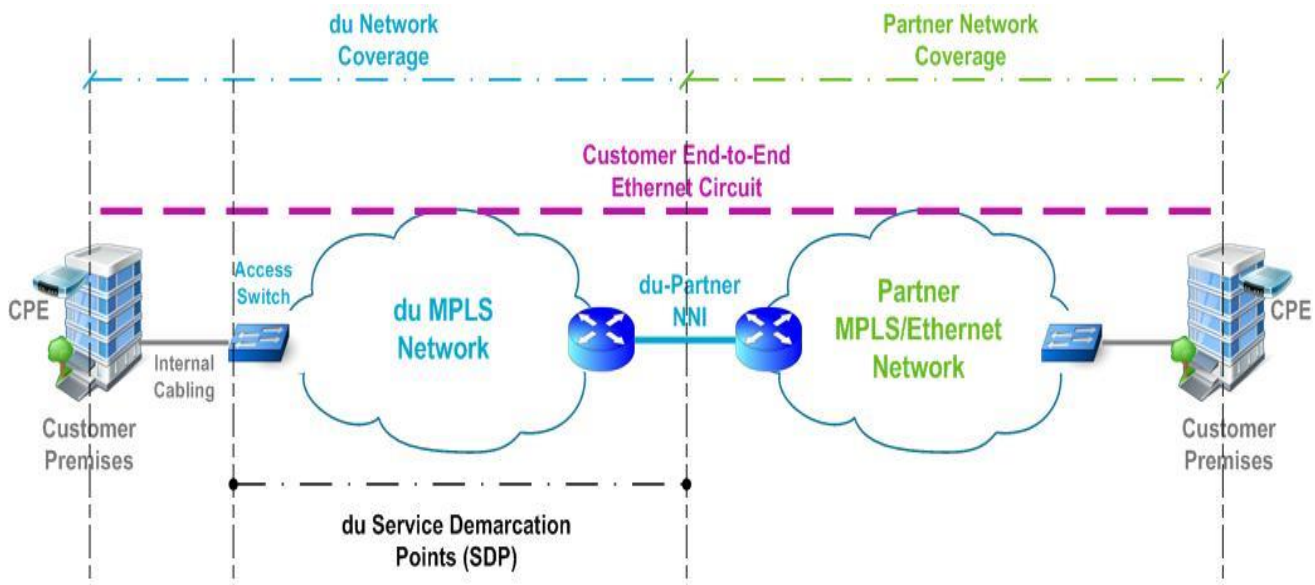 du Network
Coverage
Partner Network
Coverage
Customer End-to-End
Ethernet Circuit
Access
Switch
CPE
du MPLS
Network
du-Partner
NNI
Partner
MPLS/Ethernet
Network
CPE
Internal
Cabling
Customer
Premises
Customer
Premises
du Service Demarcation
Points (SDP)